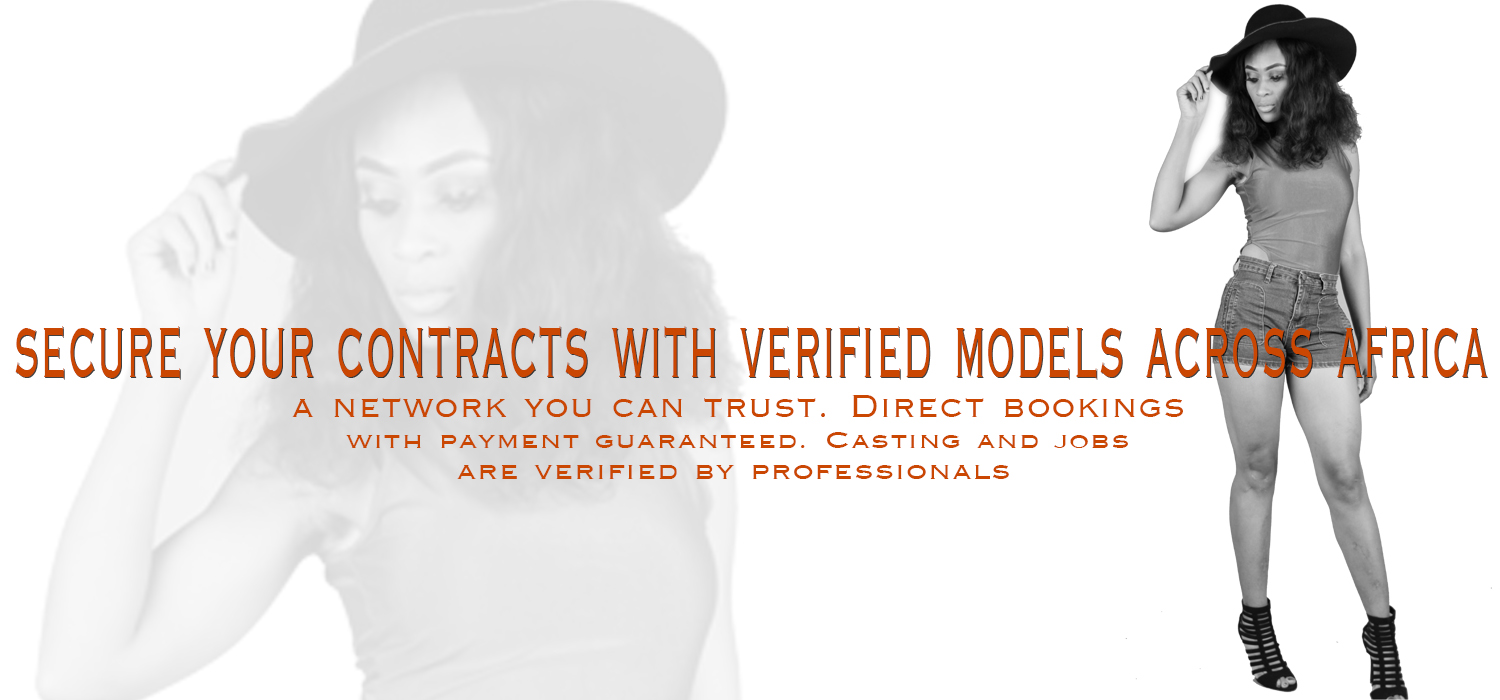 SECURE YOUR CONTRACTS WITH VERIFIED MODELS ACROSS AFRICA
A NETWORK YOU CAN TRUST. DIRECT BOOKINGS
WITH PAYMENT GUARANTEED. CASTING AND JOBS
ARE VERIFIED BY PROFESSIONALS